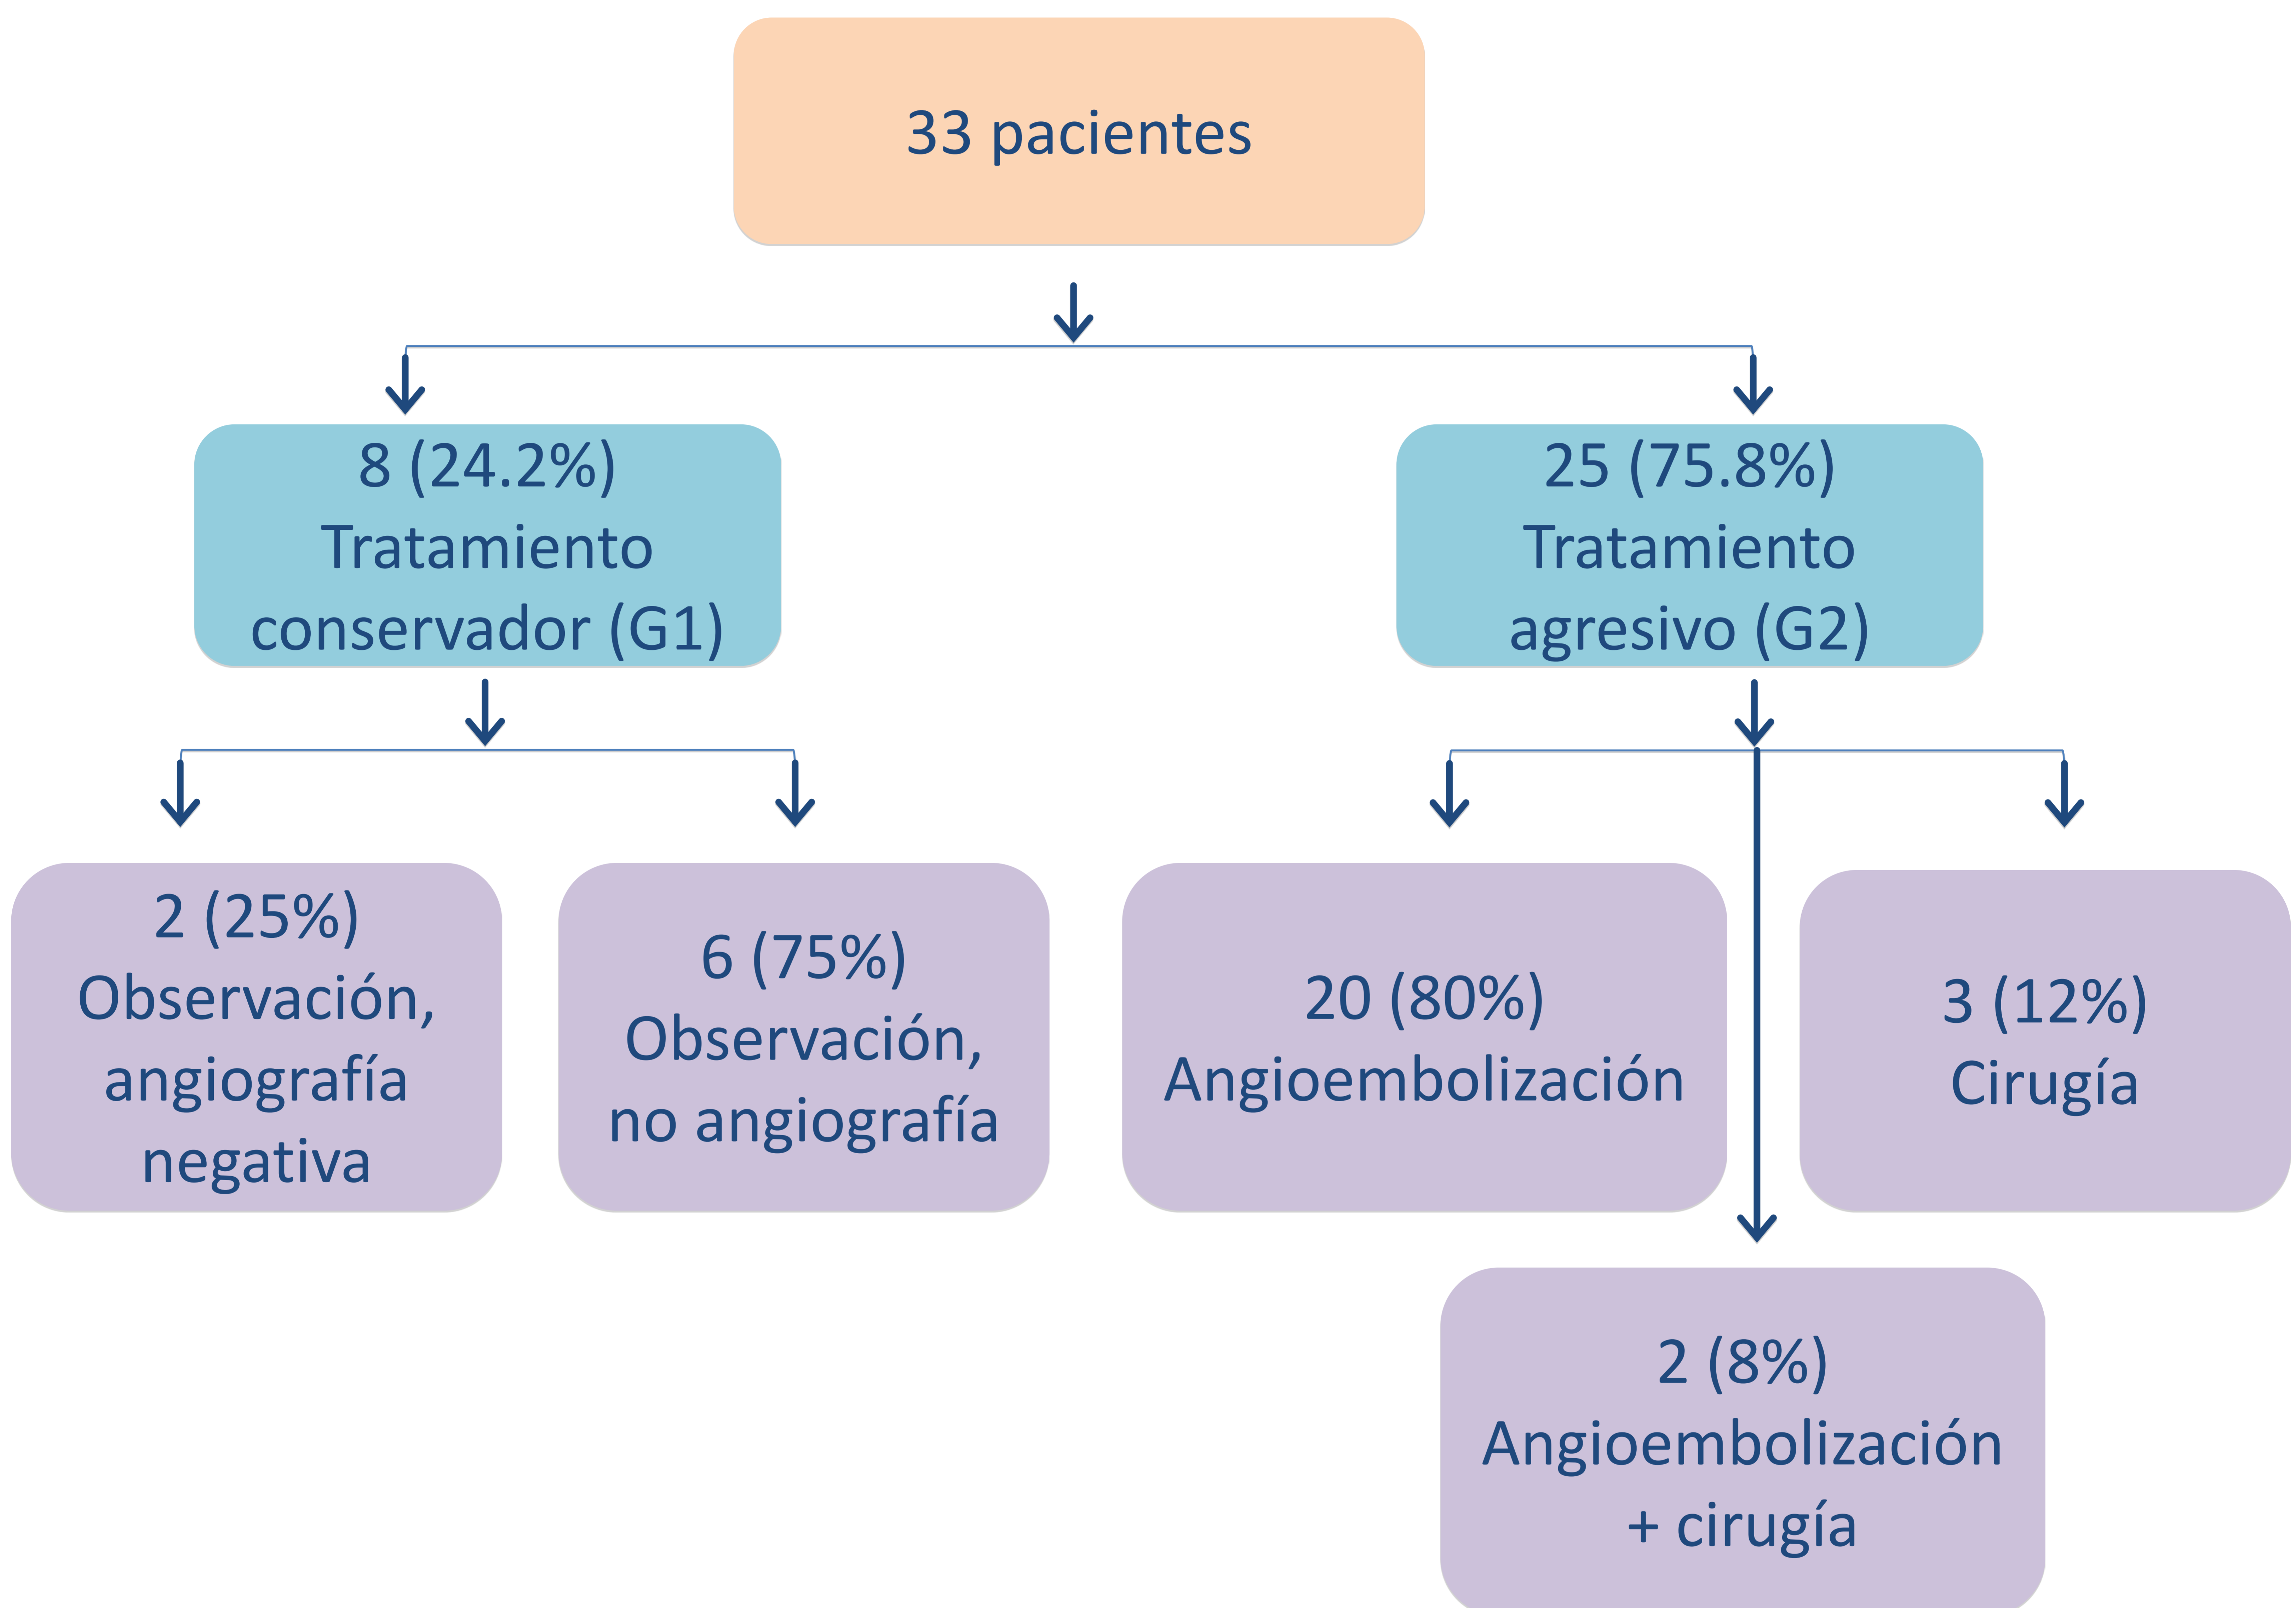 33 pacientes
8 (24.2%)
Tratamiento
conservador (G1)
25 (75.8%)
Tratamiento
agresivo (G2)
2 (25%)
Observación,
angiografía
negativa
6 (75%)
Observación,
no angiografía
20 (80%)
Angioembolización
3 (12%)
Cirugía
2 (8%)
Angioembolización
+ cirugía